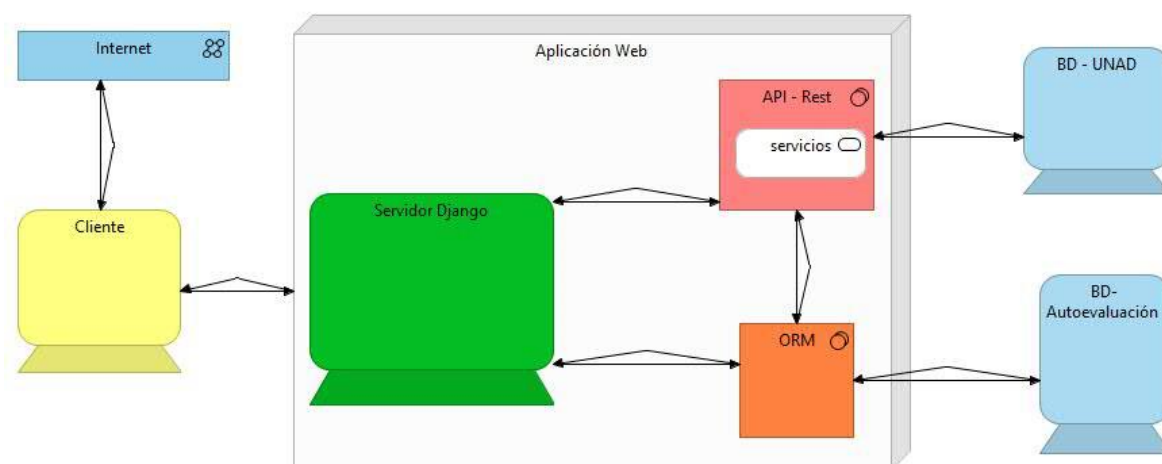 Internet
Aplicación Web
BD - UNAD
API - Rest
servicios
Cliente
Servidor Django
BD-
Autoevaluación
ORM